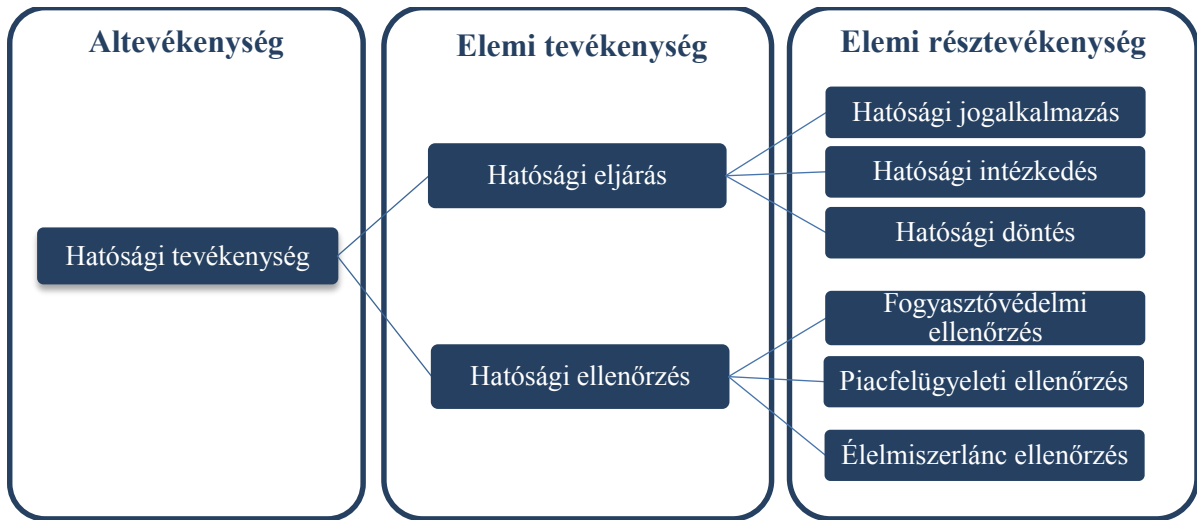 Altevékenység
Hatósági tevékenység
Elemi tevékenység
Hatósági eljárás
Hatósági ellenőrzés
Elemi résztevékenység
Hatósági jogalkalmazás
Hatósági intézkedés
Hatósági döntés
Fogyasztóvédelmi
ellenőrzés
Piacfelügyeleti ellenőrzés
Élelmiszerlánc ellenőrzés